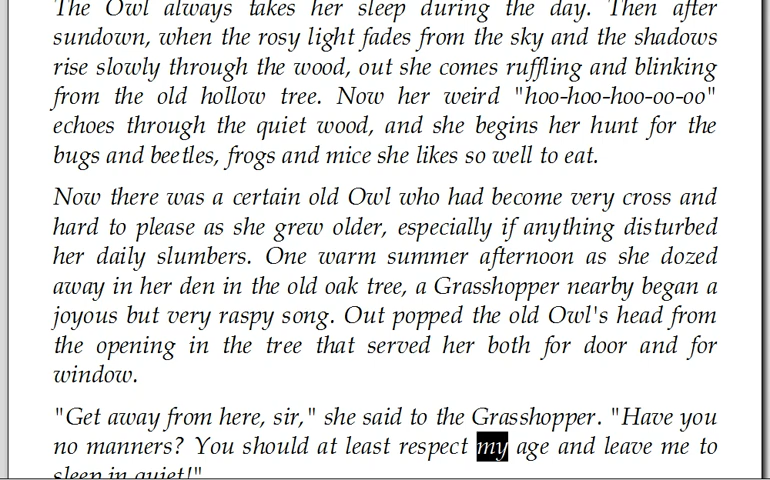 The Owl always takes her sleep during the day. Then after
sundown, when the rosy light fades from the sky and the shadows
rise slowly through the wood, out she comes ruffling and blinking
from the old hollow tree. Now her weird "hoo-hoo-hoo-oo-oo"
echoes through the quiet wood, and she begins her hunt for the
bugs and beetles, frogs and mice she likes so well to eat.
Now there was a certain old Owl who had become very cross and
hard to please as she grew older, especially if anything disturbed
her daily slumbers. One warm summer afternoon as she dozed
away in her den in the old oak tree, a Grasshopper nearby began a
joyous but very raspy song. Out popped the old Owl's head from
the opening in the tree that served her both for door and for
window.
"Get away from here, sir," she said to the Grasshopper. "Have you
no manners? You should at least respect my age and leave me to
sleep in quiet!"